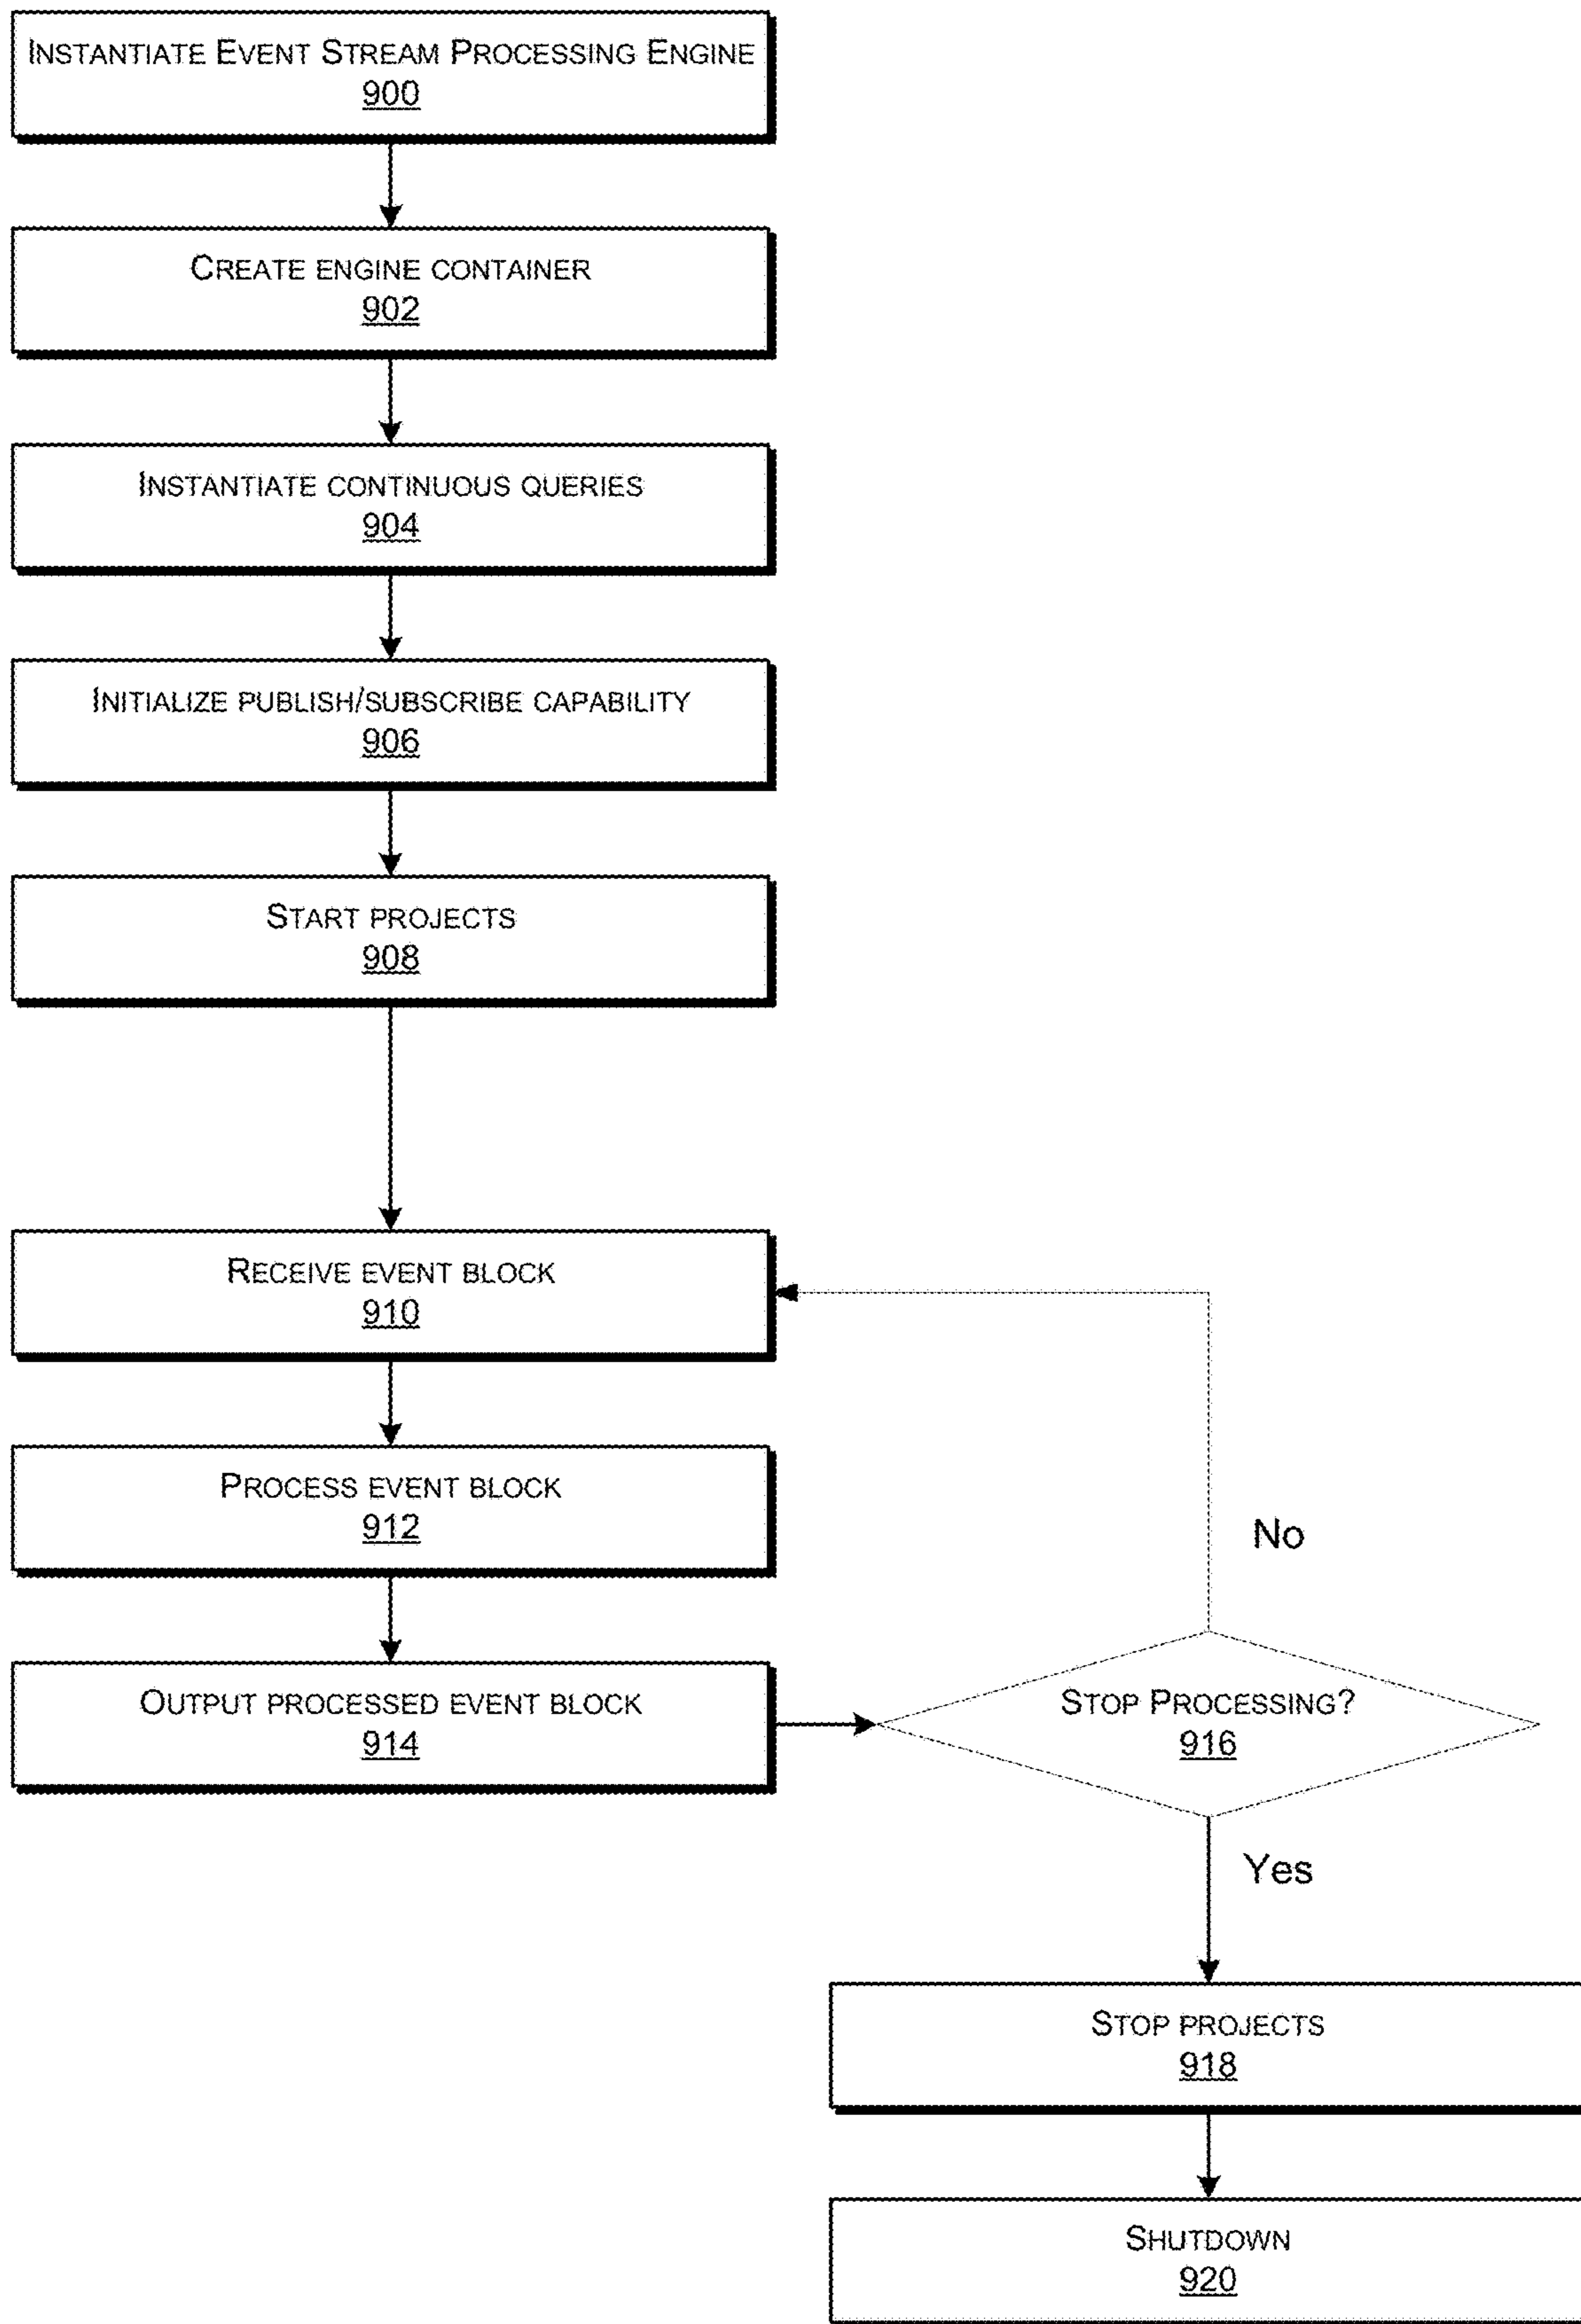 INSTANTIATE EVENT STREAM PROCESSING ENGINE
900
CREATE ENGINE CONTAINER
902
INSTANTIATE CONTINUOUS QUERIES
904
INITIALIZE PUBLISH/SUBSCRIBE CAPABILITY
906
START PROJECTS
908
RECEIVE EVENT BLOCK
910
PROCESS EVENT BLOCK
912
No
OUTPUT PROCESSED EVENT BLOCK
914
STOP PROCESSING?
916
Yes
STOP PROJECTS
918
SHUTDOWN
920